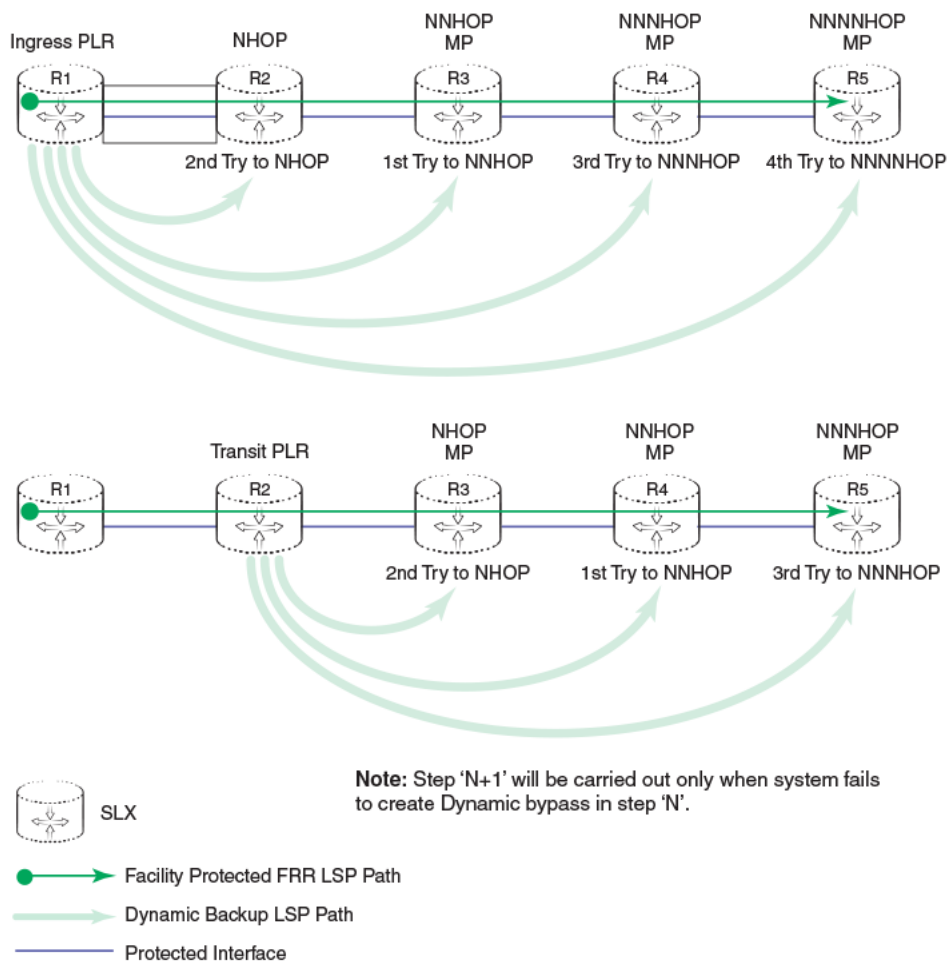 Ingress PLR
NHOP
NNHOP
MP
NNNHOP
MP
NNNNHOP
MP
R1
R2
R3
R4
R5
2nd Try to NHOP
1st Try to NNHOP
3rd Try to NNNHOP
4th Try to NNNNHOP
Transit PLR
NHOP
MP
NNHOP
MP
NNNHOP
MP
R1
R2
R3
R4
R5
2nd Try to NHOP
1st Try to NNHOP
3rd Try to NNNHOP
SLX
Note: Step ‘N+1’ will be carried out only when system fails
to create Dynamic bypass in step ‘N’.
Facility Protected FRR LSP Path
Dynamic Backup LSP Path
Protected Interface